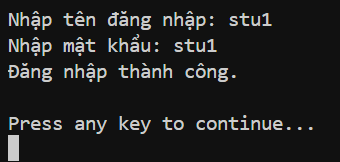 Nhập tên đăng nhập: stu1
Nhập mật khẩu: stu1
Đăng nhập thành công.
Press any key to continue...